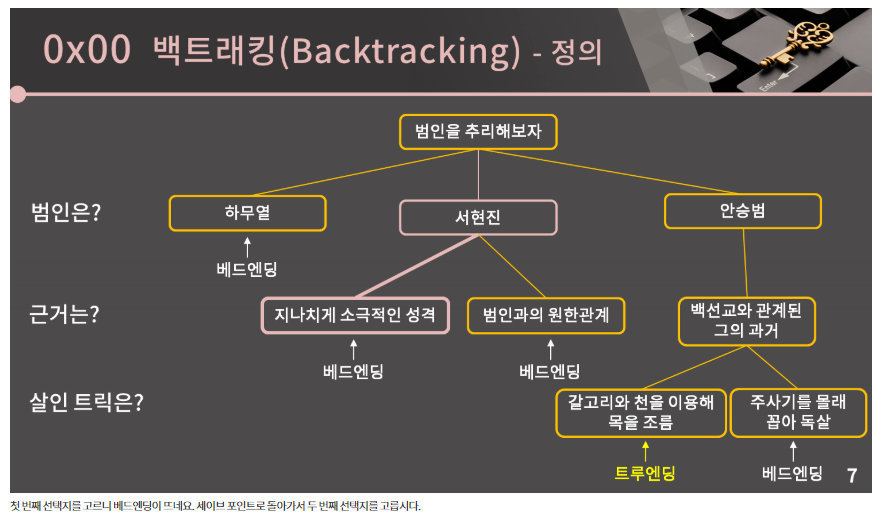 0x00 백트래킹(Backtracking) - 정의
Enter
범인을 추리해보자
범인은?
하무열
서현진
안승범
베드엔딩
근거는?
지나치게 소극적인 성격
범인과의 원한관계
백선교와 관계된
그의 과거
베드엔딩
베드엔딩
살인 트릭은?
갈고리와 천을 이용해
목을 조름
주사기를 몰래
꼽아 독살
트루엔딩
베드엔딩
7
첫 번째 선택지를 고르니 베드엔딩이 뜨네요. 세이브 포인트로 돌아가서 두 번째 선택지를 고릅시다.